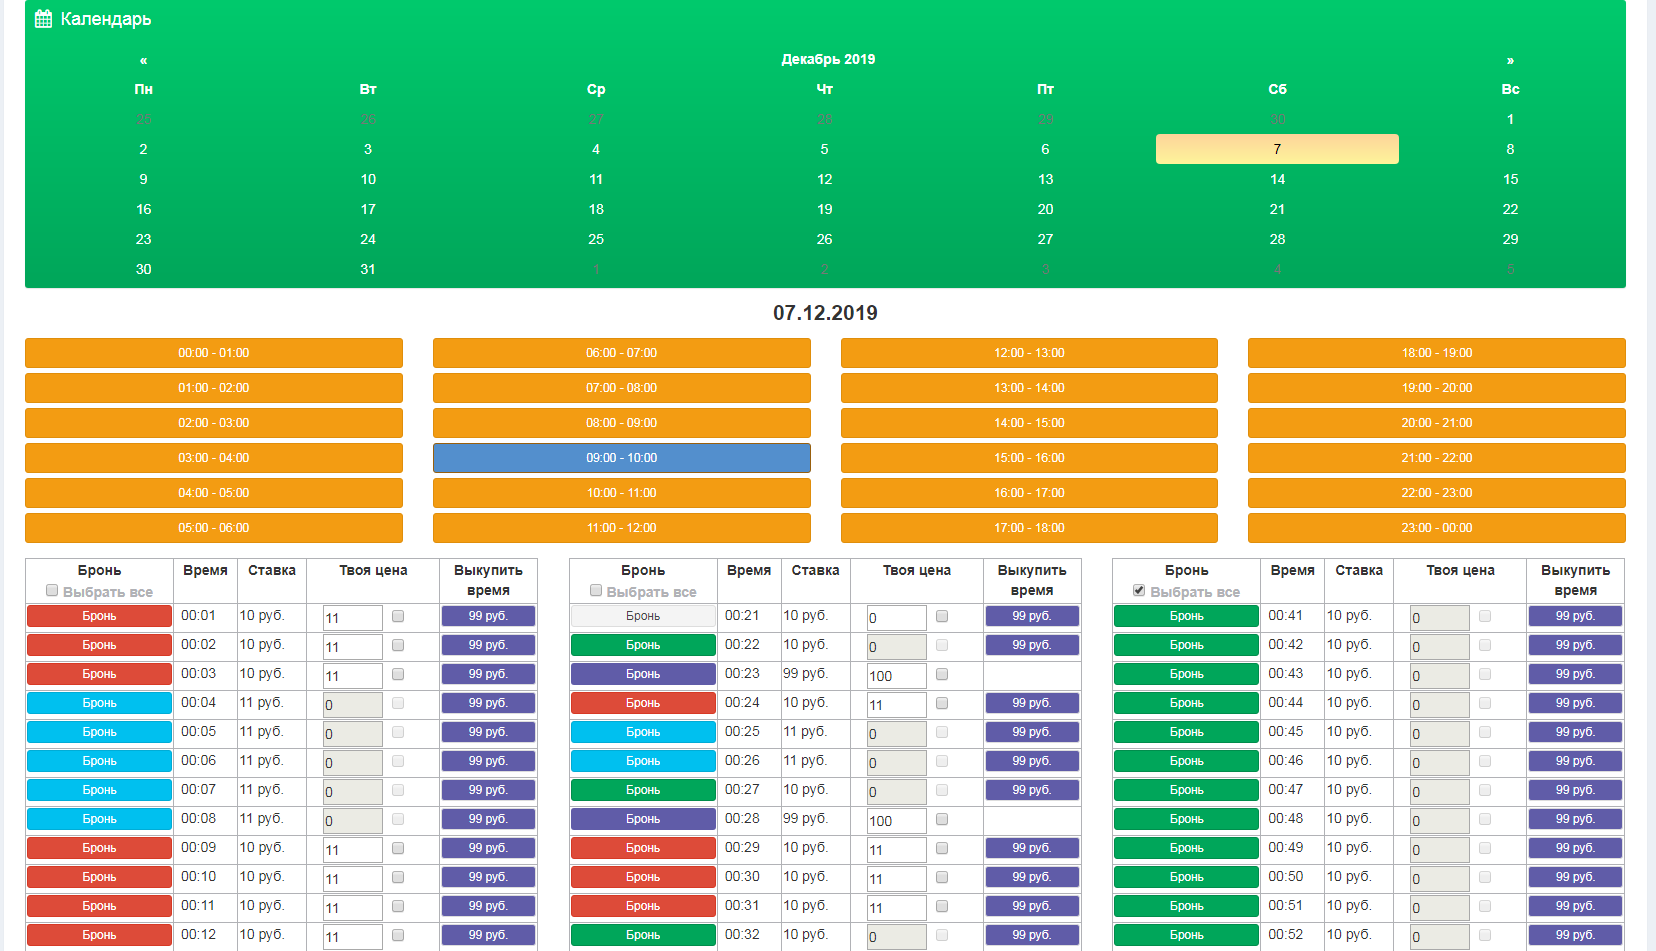 Календарь
« Декабрь 2019 »
Пн Вт Ср Чт Пт Сб Вс
25 26 27 28 29 30 1
2 3 4 5 6 7 8
9 10 11 12 13 14 15
16 17 18 19 20 21 22
23 24 25 26 27 28 29
30 31 1 2 3 4 5
07.12.2019
00:00 - 01:00 06:00 - 07:00 12:00 - 13:00 18:00 - 19:00
01:00 - 02:00 07:00 - 08:00 13:00 - 14:00 19:00 - 20:00
02:00 - 03:00 08:00 - 09:00 14:00 - 15:00 20:00 - 21:00
03:00 - 04:00 09:00 - 10:00 15:00 - 16:00 21:00 - 22:00
04:00 - 05:00 10:00 - 11:00 16:00 - 17:00 22:00 - 23:00
05:00 - 06:00 11:00 - 12:00 17:00 - 18:00 23:00 - 00:00
Бронь Время Ставка Твоя цена Выкупить Бронь Время Ставка Твоя цена Выкупить Бронь Время Ставка Твоя цена Выкупить
Выбрать все время Выбрать все время Выбрать все время
Бронь 00:01 10 руб. 11 99 руб. Бронь 00:21 10 руб. 0 99 руб. Бронь 00:41 10 руб. 0 99 руб.
Бронь 00:02 10 руб. 11 99 руб. Бронь 00:22 10 руб. 0 99 руб. Бронь 00:42 10 руб. 0 99 руб.
Бронь 00:03 10 руб. 11 99 руб. Бронь 00:23 99 руб. 100 Бронь 00:43 10 руб. 0 99 руб.
Бронь 00:04 11 руб. 0 99 руб. Бронь 00:24 10 руб. 11 99 руб. Бронь 00:44 10 руб. 0 99 руб.
Бронь 00:05 11 руб. 0 99 руб. Бронь 00:25 11 руб. 0 99 руб. Бронь 00:45 10 руб. 0 99 руб.
Бронь 00:06 11 руб. 0 99 руб. Бронь 00:26 11 руб. 0 99 руб. Бронь 00:46 10 руб. 0 99 руб.
Бронь 00:07 11 руб. 0 99 руб. Бронь 00:27 10 руб. 0 99 руб. Бронь 00:47 10 руб. 0 99 руб.
Бронь 00:08 11 руб. 0 99 руб. Бронь 00:28 99 руб. 100 Бронь 00:48 10 руб. 0 99 руб.
Бронь 00:09 10 руб. 11 99 руб. Бронь 00:29 10 руб. 11 99 руб. Бронь 00:49 10 руб. 0 99 руб.
Бронь 00:10 10 руб. 11 99 руб. Бронь 00:30 10 руб. 11 99 руб. Бронь 00:50 10 руб. 0 99 руб.
Бронь 00:11 10 руб. 11 99 руб. Бронь 00:31 10 руб. 11 99 руб. Бронь 00:51 10 руб. 0 99 руб.
Бронь 00:12 10 руб. 11 99 руб. Бронь 00:32 10 руб. 0 99 руб. Бронь 00:52 10 руб. 0 99 руб.